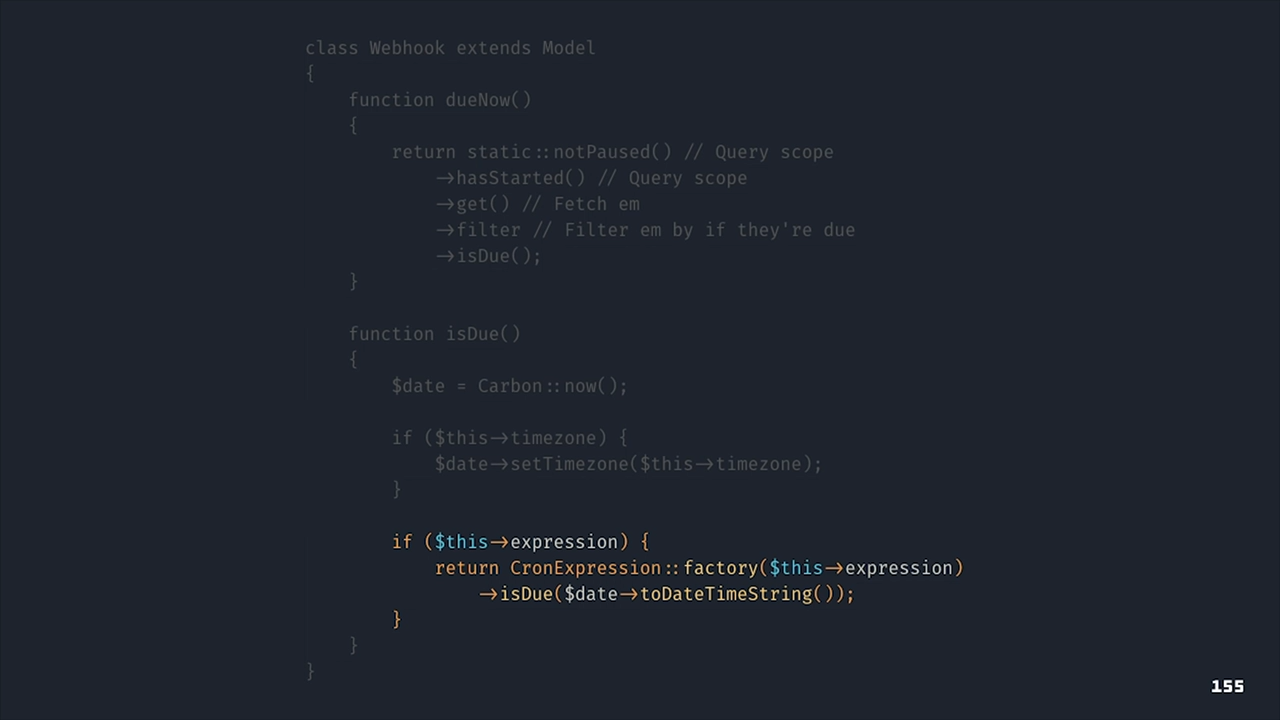 class Webhook extends Model
{
    function dueNow()
    {
        return static::notPaused() // Query scope
            ->hasStarted() // Query scope
            ->get() // Fetch em
            ->filter // Filter em by if they're due
            ->isDue();
    }

    function isDue()
    {
        $date = Carbon::now();

        if ($this->timezone) {
            $date->setTimezone($this->timezone);
        }

        if ($this->expression) {
            return CronExpression::factory($this->expression)
                ->isDue($date->toDateTimeString());
        }
    }
}
155